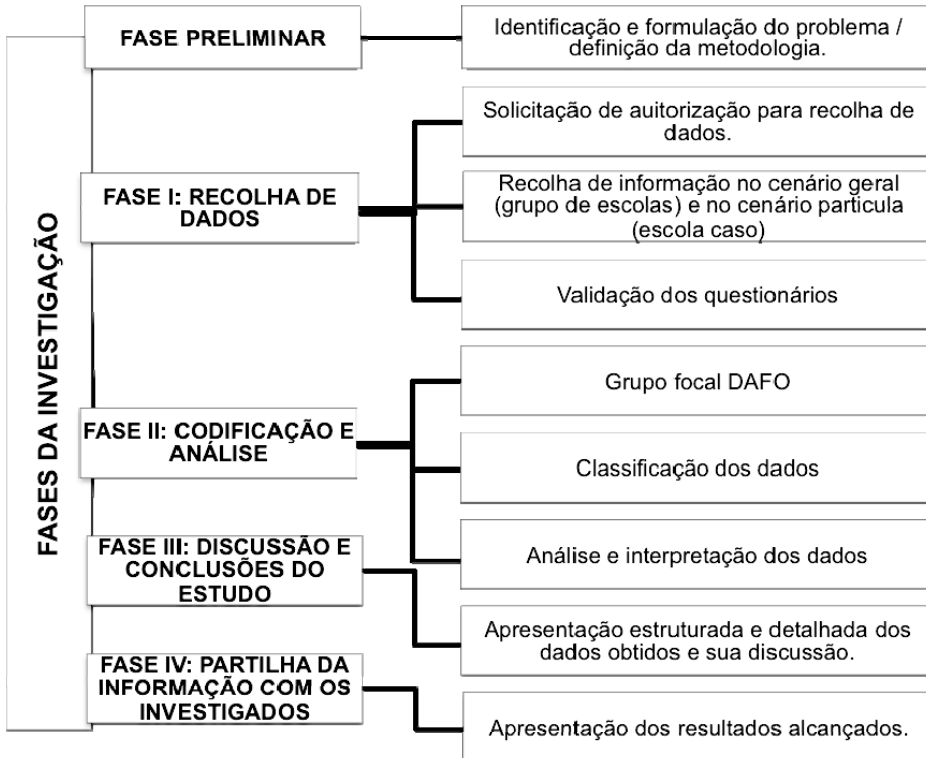 FASES DA INVESTIGAÇÃO
FASE PRELIMINAR
Identificação e formulação do problema /
definição da metodologia.
FASE I: RECOLHA DE
DADOS
Solicitação de auitorização para recolha de
dados.
Recolha de informação no cenário geral
(grupo de escolas) e no cenário particula
(escola caso)
Validação dos questionários
FASE II: CODIFICAÇÃO E
ANÁLISE
Grupo focal DAFO
Classificação dos dados
Análise e interpretação dos dados
FASE III: DISCUSSÃO E
CONCLUSÕES DO
ESTUDO
Apresentação estruturada e detalhada dos
dados obtidos e sua discussão.
FASE IV: PARTILHA DA
INFORMAÇÃO COM OS
INVESTIGADOS
Apresentação dos resultados alcançados.